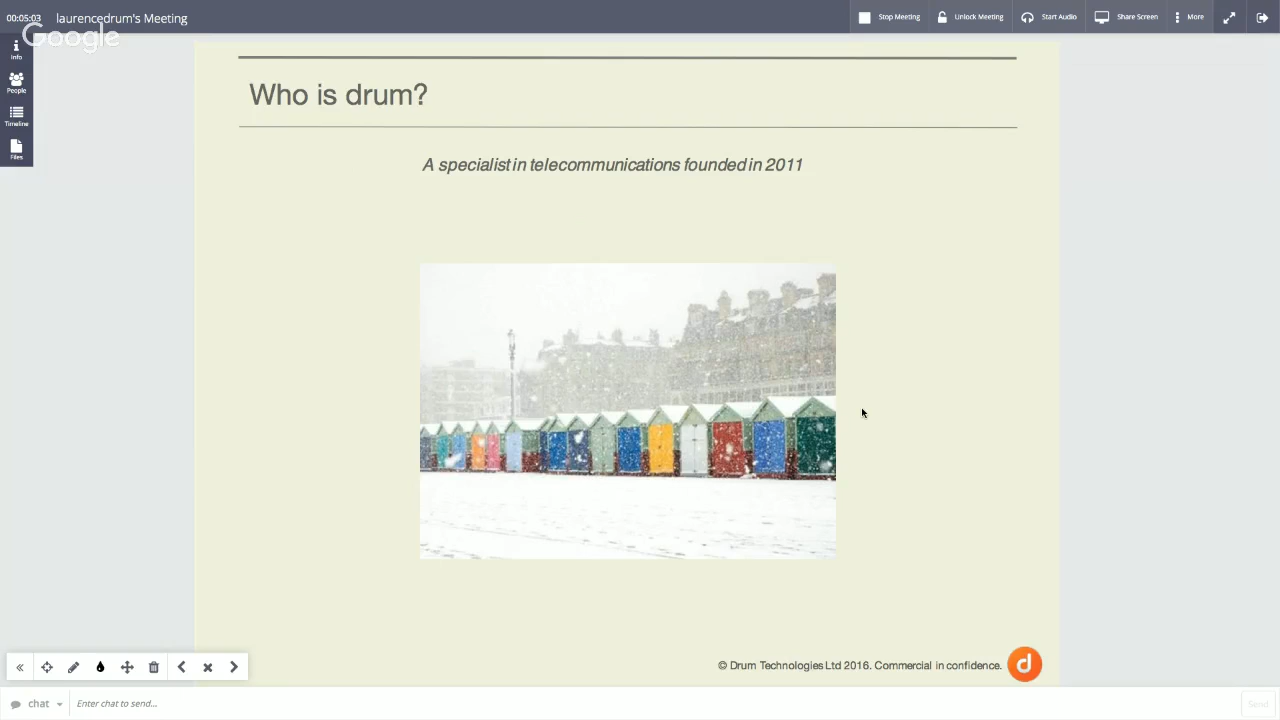 00:05:03 laurencedrum's Meeting
Stop Meeting
Unlock Meeting
Start Audio
Share Screen
More
Google
Info
People
Timeline
Files
Who is drum?
A specialist in telecommunications founded in 2011
© Drum Technologies Ltd 2016. Commercial in confidence.
d
chat
Enter chat to send...
Send